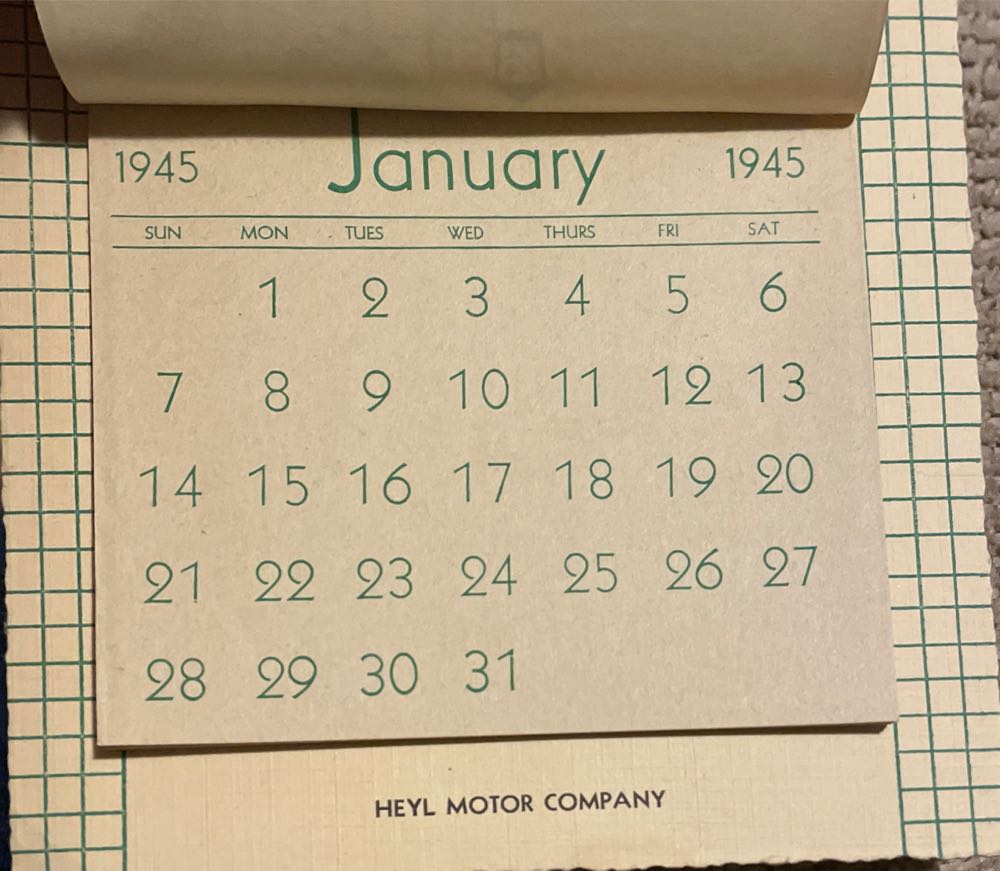 1945 January 1945
SUN MON TUES WED THURS FRI SAT
1 2 3 4 5 6
7 8 9 10 11 12 13
14 15 16 17 18 19 20
21 22 23 24 25 26 27
28 29 30 31
HEYL MOTOR COMPANY